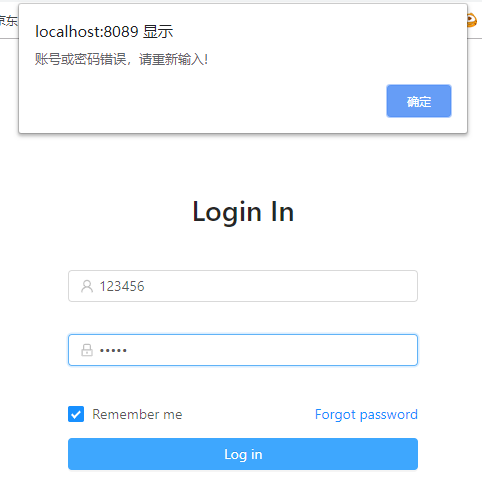 京东
localhost:8089 显示
账号或密码错误，请重新输入!
确定
Login In
123456
•••••
Remember me
Forgot password
Log in